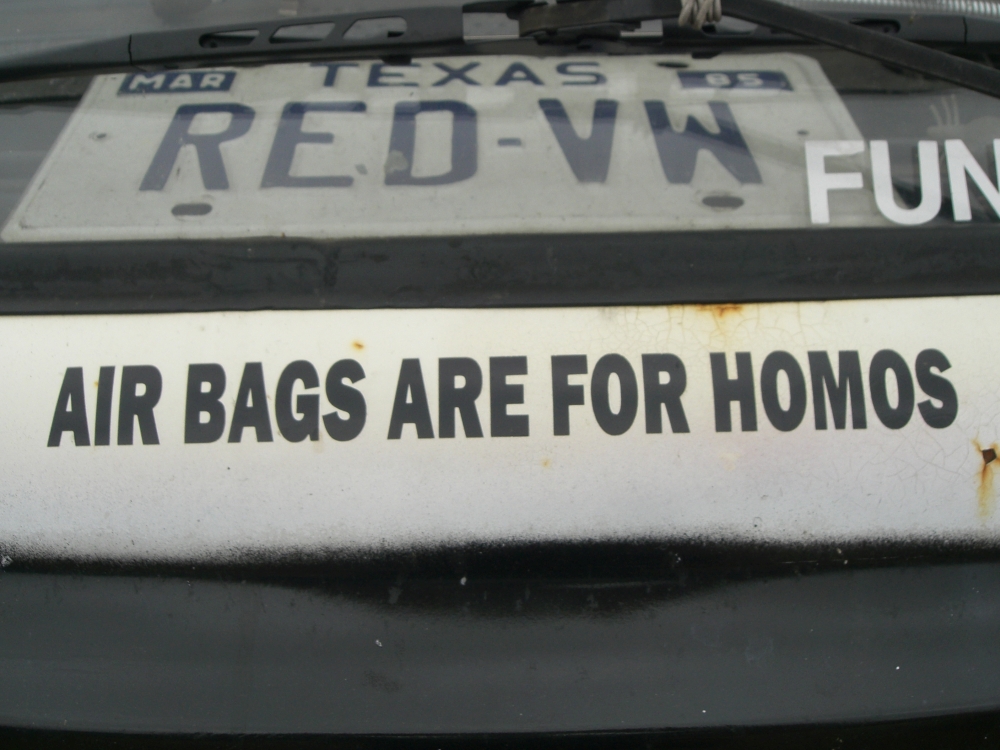 MAR TEXAS 85
RED-VW
FUN
AIR BAGS ARE FOR HOMOS